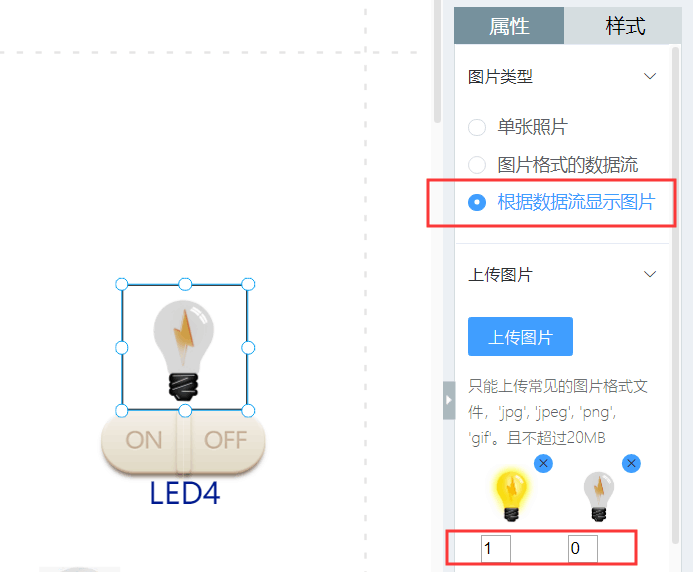 属性
样式
图片类型
单张照片
图片格式的数据流
根据数据流显示图片
上传图片
上传图片
只能上传常见的图片格式文
件，'jpg', 'jpeg', 'png',
'gif'。且不超过20MB
1
0
ON
OFF
LED4